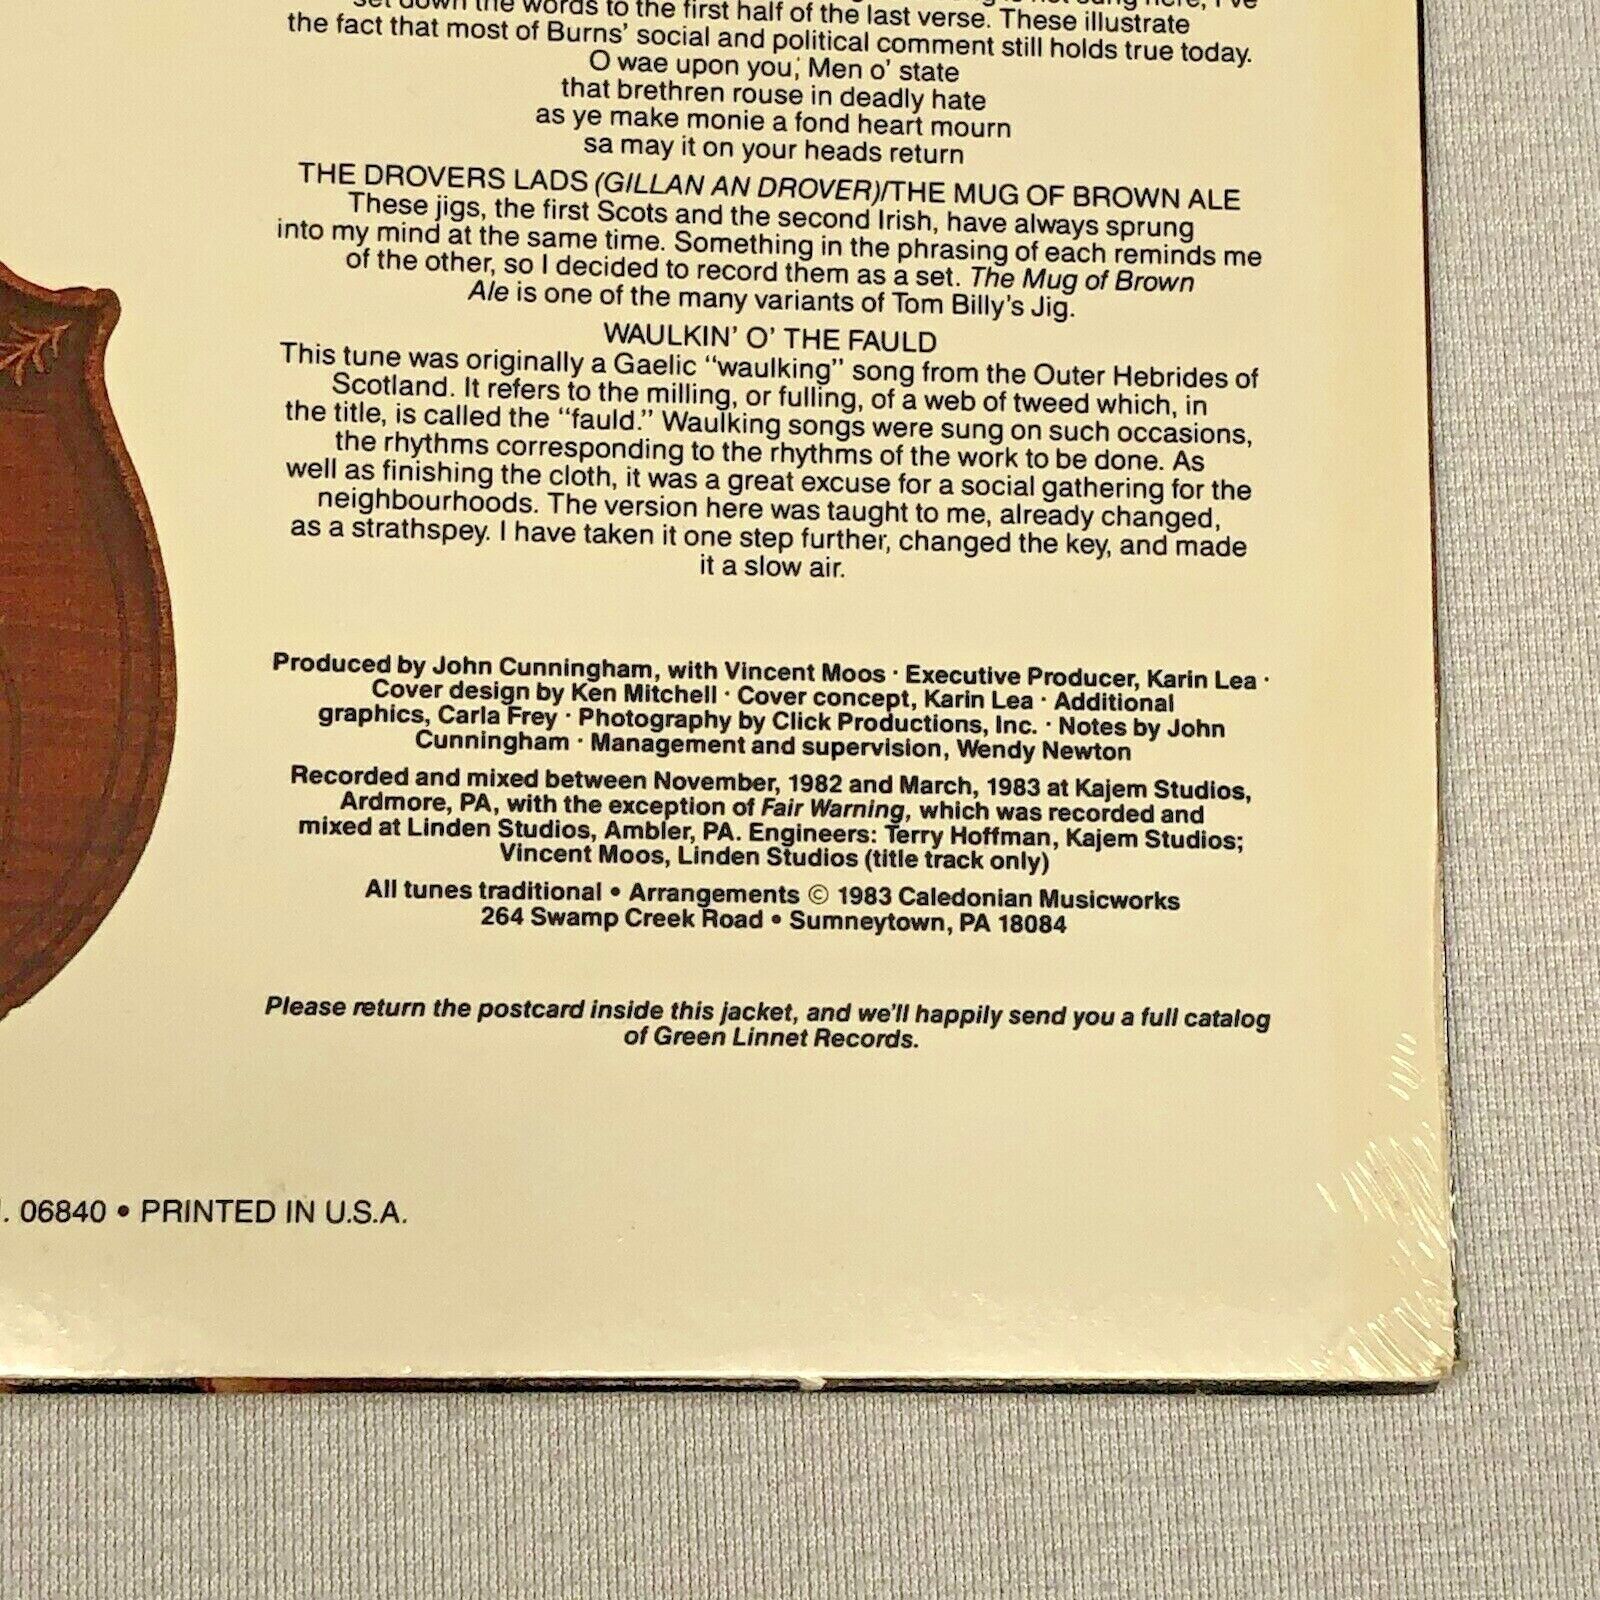 set down the words to the first half of the last verse. These illustrate
the fact that most of Burns' social and political comment still holds true today.
O wae upon you, Men o' state
that brethren rouse in deadly hate
as ye make monie a fond heart mourn
sa may it on your heads return
THE DROVERS LADS (GILLAN AN DROVER)/THE MUG OF BROWN ALE
These jigs, the first Scots and the second Irish, have always sprung
into my mind at the same time. Something in the phrasing of each reminds me
of the other, so I decided to record them as a set. The Mug of Brown
Ale is one of the many variants of Tom Billy's Jig.
WAULKIN' O' THE FAULD
This tune was originally a Gaelic "waulking" song from the Outer Hebrides of
Scotland. It refers to the milling, or fulling, of a web of tweed which, in
the title, is called the "fauld." Waulking songs were sung on such occasions,
the rhythms corresponding to the rhythms of the work to be done. As
well as finishing the cloth, it was a great excuse for a social gathering for the
neighbourhoods. The version here was taught to me, already changed,
as a strathspey. I have taken it one step further, changed the key, and made
it a slow air.
Produced by John Cunningham, with Vincent Moos · Executive Producer, Karin Lea ·
Cover design by Ken Mitchell · Cover concept, Karin Lea · Additional
graphics, Carla Frey · Photography by Click Productions, Inc. · Notes by John
Cunningham · Management and supervision, Wendy Newton
Recorded and mixed between November, 1982 and March, 1983 at Kajem Studios,
Ardmore, PA, with the exception of Fair Warning, which was recorded and
mixed at Linden Studios, Ambler, PA. Engineers: Terry Hoffman, Kajem Studios;
Vincent Moos, Linden Studios (title track only)
All tunes traditional • Arrangements © 1983 Caledonian Musicworks
264 Swamp Creek Road • Sumneytown, PA 18084
Please return the postcard inside this jacket, and we'll happily send you a full catalog
of Green Linnet Records.
. 06840 • PRINTED IN U.S.A.